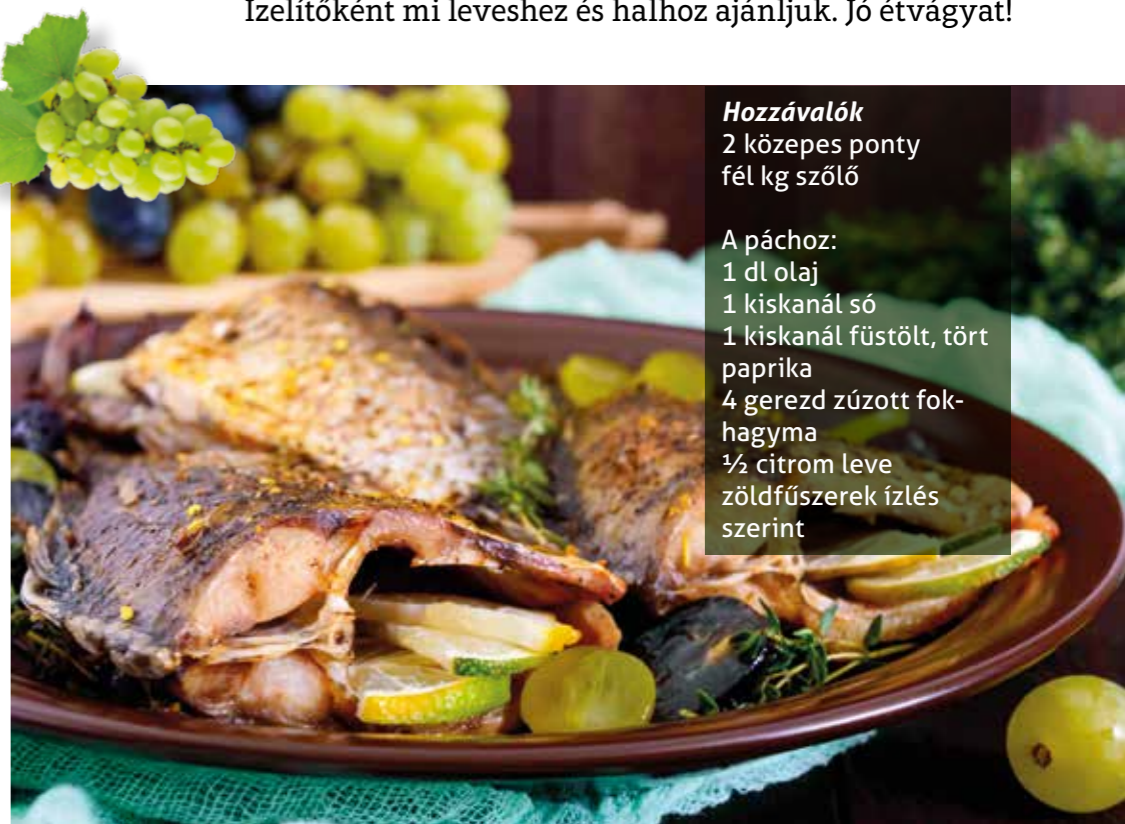 Ízelítőként mi leveshez és halhoz ajánljuk. Jó étvágyat!
Hozzávalók
2 közepes ponty
fél kg szőlő
A páchoz:
1 dl olaj
1 kiskanál só
1 kiskanál füstölt, tört
paprika
4 gerezd zúzott fok-
hagyma
½ citrom leve
zöldfűszerek ízlés
szerint